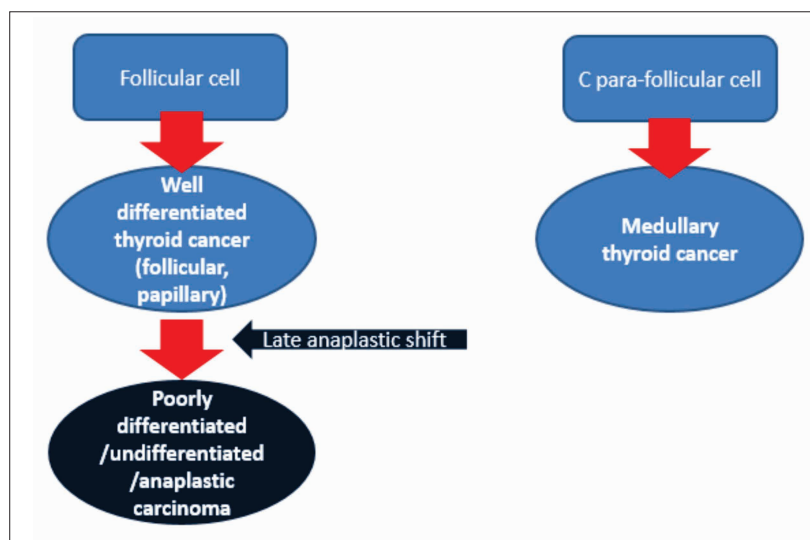 Follicular cell
C para-follicular cell
Well
differentiated
thyroid cancer
(follicular,
papillary)
Medullary
thyroid cancer
Late anaplastic shift
Poorly
differentiated
/undifferentiated
/anaplastic
carcinoma